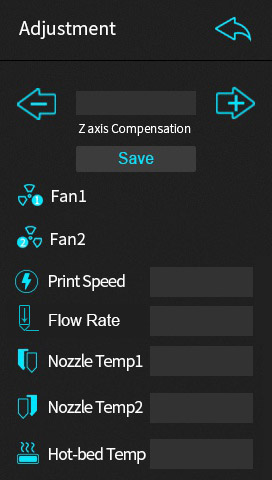 Adjustment
Z axis Compensation
Save
1 Fan1
2 Fan2
Print Speed
Flow Rate
Nozzle Temp1
Nozzle Temp2
Hot-bed Temp